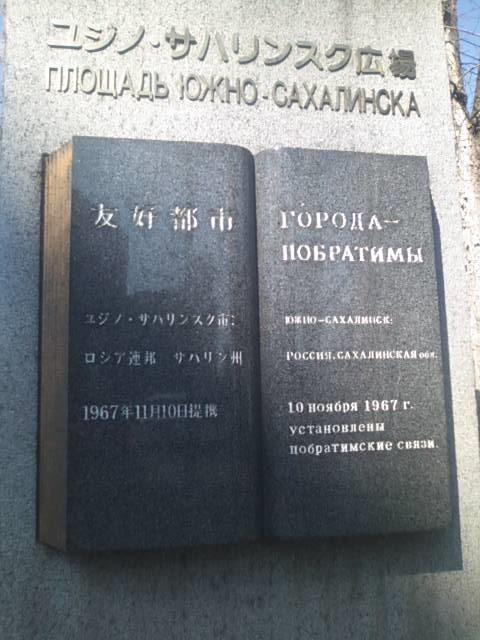 ユジノ・サハリンスク広場
ПЛОЩАДЬ ЮЖНО-САХАЛИНСКА
友好都市
ユジノ・サハリンスク市:
ロシア連邦 サハリン州
1967年11月10日提携
ГОРОДА—
ПОБРАТИМЫ
ЮЖНО-САХАЛИНСК:
РОССИЯ, САХАЛИНСКАЯ обл.
10 ноября 1967 г.
установлены
побратимские связи.